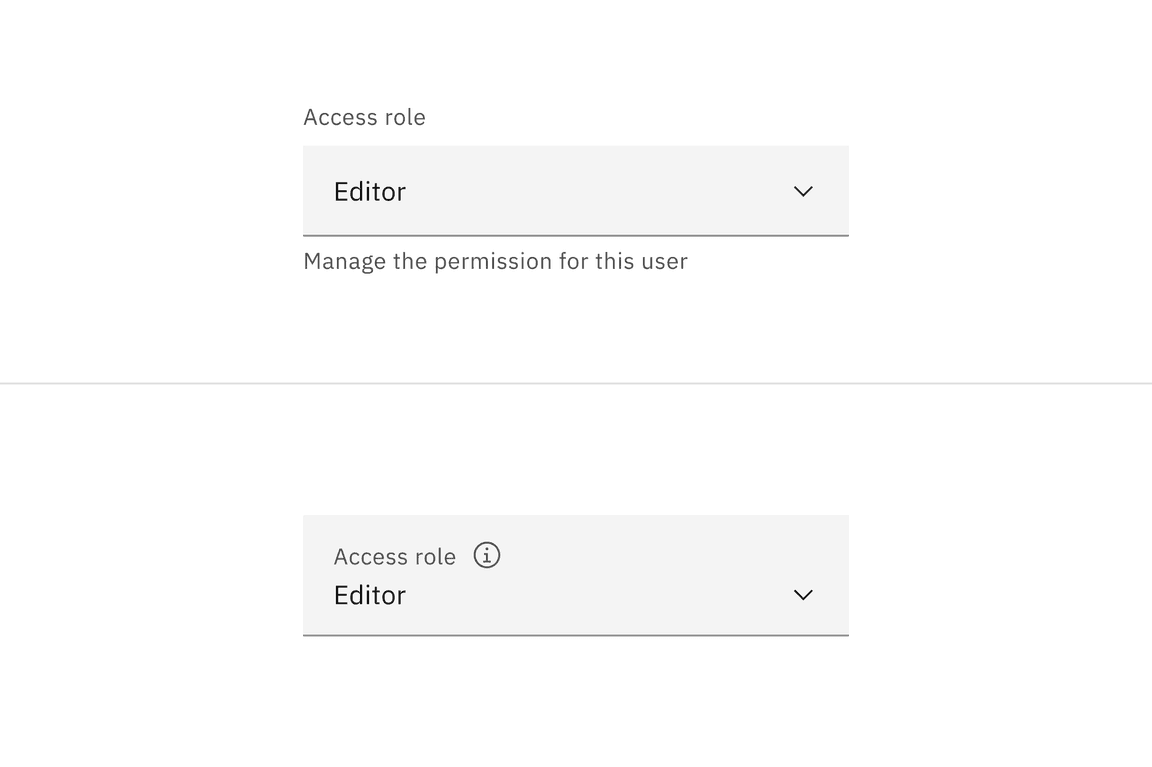 Access role
Editor
Manage the permission for this user
Access role
Editor